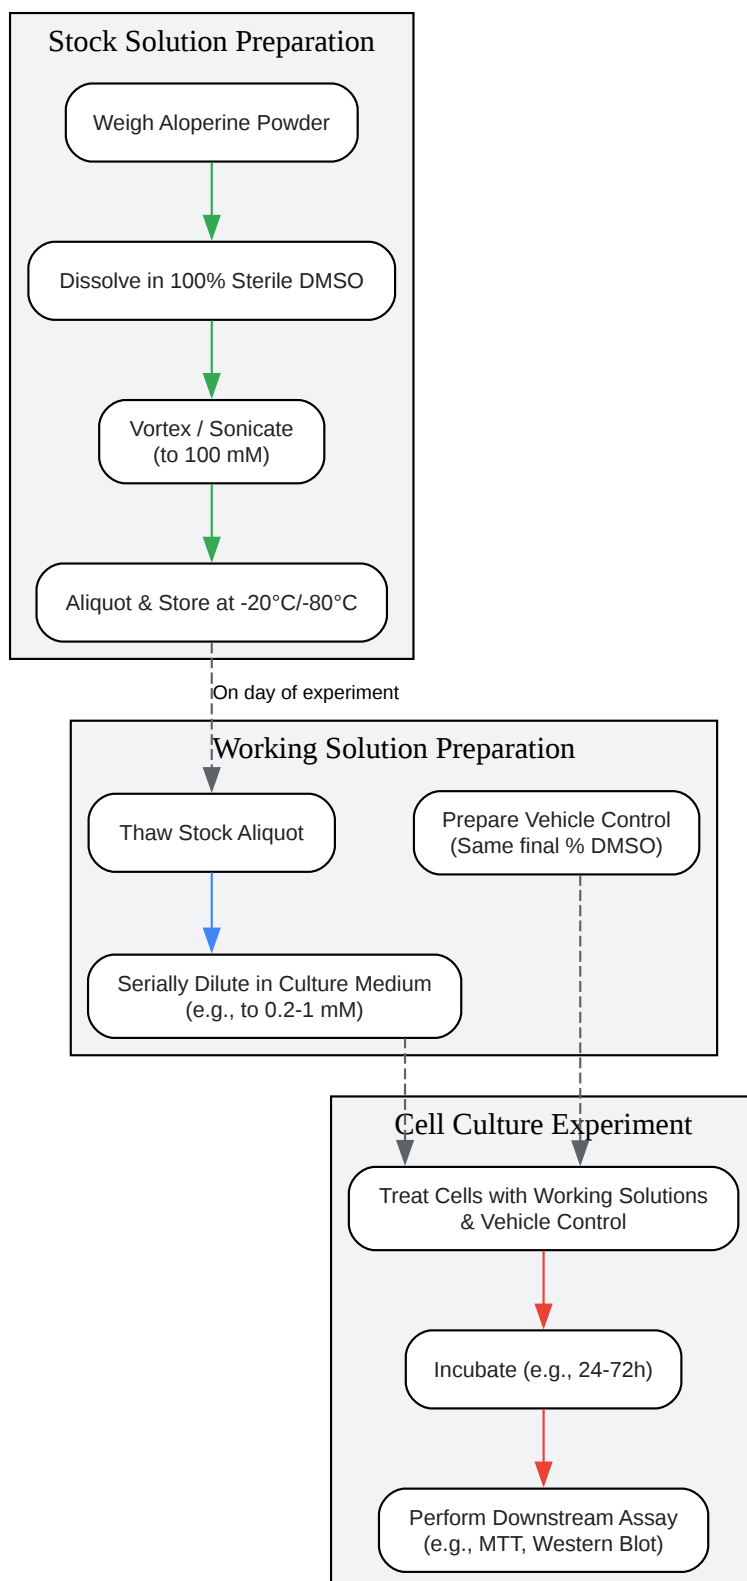 Stock Solution Preparation
Weigh Aloperine Powder
Dissolve in 100% Sterile DMSO
Vortex / Sonicate
(to 100 mM)
Aliquot & Store at -20°C/-80°C
On day of experiment
Working Solution Preparation
Thaw Stock Aliquot
Prepare Vehicle Control
(Same final % DMSO)
Serially Dilute in Culture Medium
(e.g., to 0.2-1 mM)
Cell Culture Experiment
Treat Cells with Working Solutions
& Vehicle Control
Incubate (e.g., 24-72h)
Perform Downstream Assay
(e.g., MTT, Western Blot)